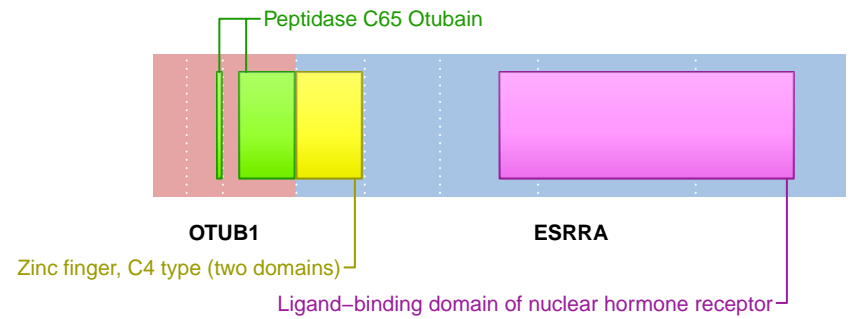 Peptidase C65 Otubain
OTUB1 ESRRA
Zinc finger, C4 type (two domains)
Ligand−binding domain of nuclear hormone receptor